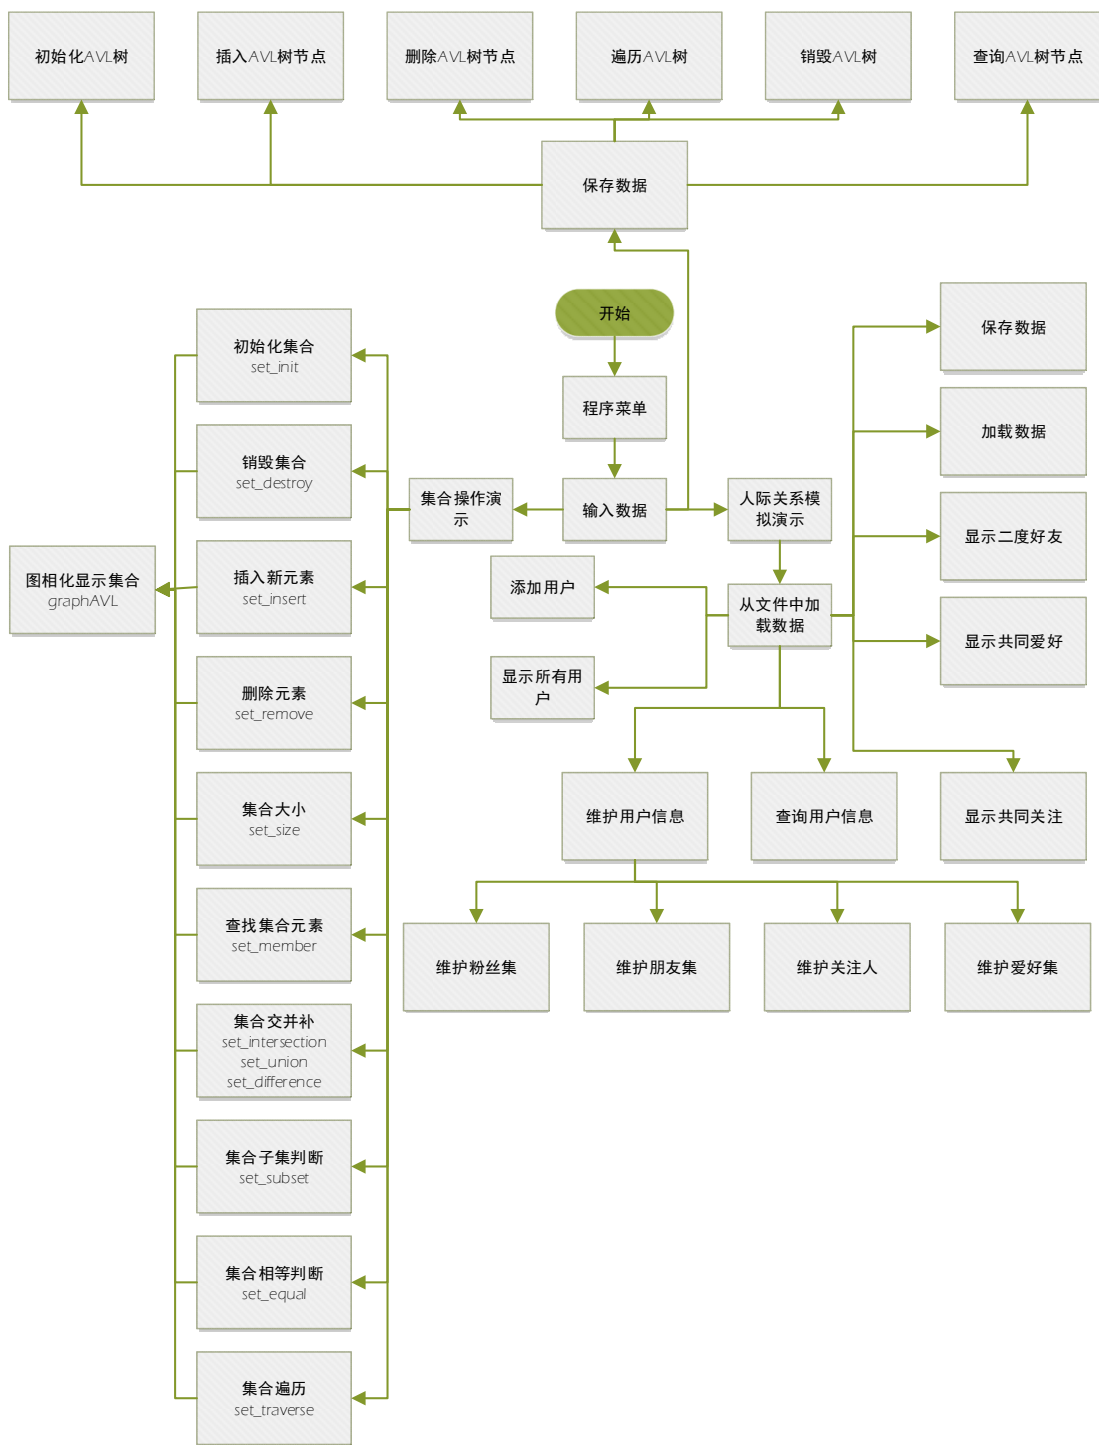 初始化AVL树
插入AVL树节点
删除AVL树节点
遍历AVL树
销毁AVL树
查询AVL树节点
保存数据
开始
程序菜单
输入数据
集合操作演
示
人际关系模
拟演示
从文件中加
载数据
添加用户
显示所有用
户
保存数据
加载数据
显示二度好友
显示共同爱好
显示共同关注
维护用户信息
查询用户信息
维护粉丝集
维护朋友集
维护关注人
维护爱好集
初始化集合
set_init
销毁集合
set_destroy
插入新元素
set_insert
删除元素
set_remove
集合大小
set_size
查找集合元素
set_member
集合交并补
set_intersection
set_union
set_difference
集合子集判断
set_subset
集合相等判断
set_equal
集合遍历
set_traverse
图相化显示集合
graphAVL